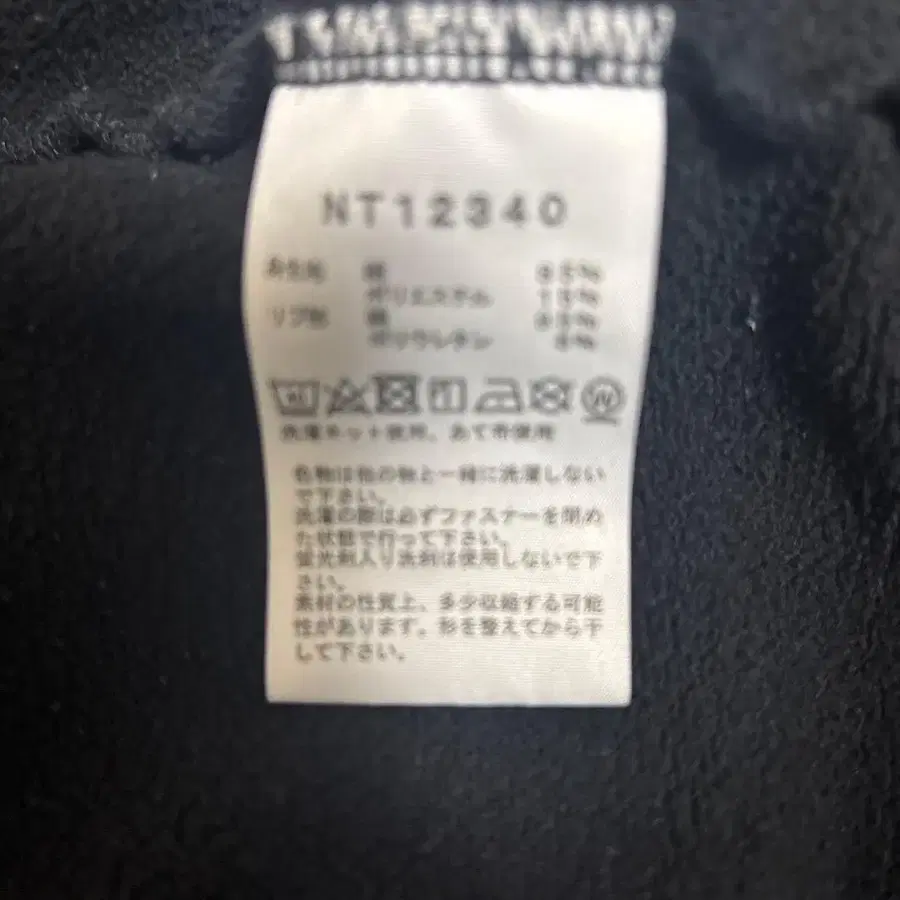 NT12340
綿 85%
ポリエステル 15%
リブ部 綿 95%
ポリウレタン 5%
洗濯ネット使用、あて布使用
色物は他の物と一緒に洗濯しない
で下さい。
洗濯の際は必ずファスナーを閉め
た状態で行って下さい。
蛍光剤入り洗剤は使用しないで下
さい。
素材の性質上、多少収縮する可能
性があります。形を整えてから干
して下さい。